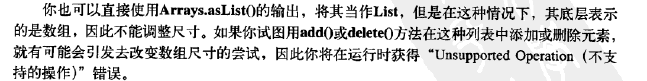 你也可以直接使用Arrays.asList()的输出，将其当作List，但是在这种情况下，其底层表示
的是数组，因此不能调整尺寸。如果你试图用add()或delete()方法在这种列表中添加或删除元素，
就有可能会引发去改变数组尺寸的尝试，因此你将在运行时获得“Unsupported Operation（不支
持的操作）”错误。